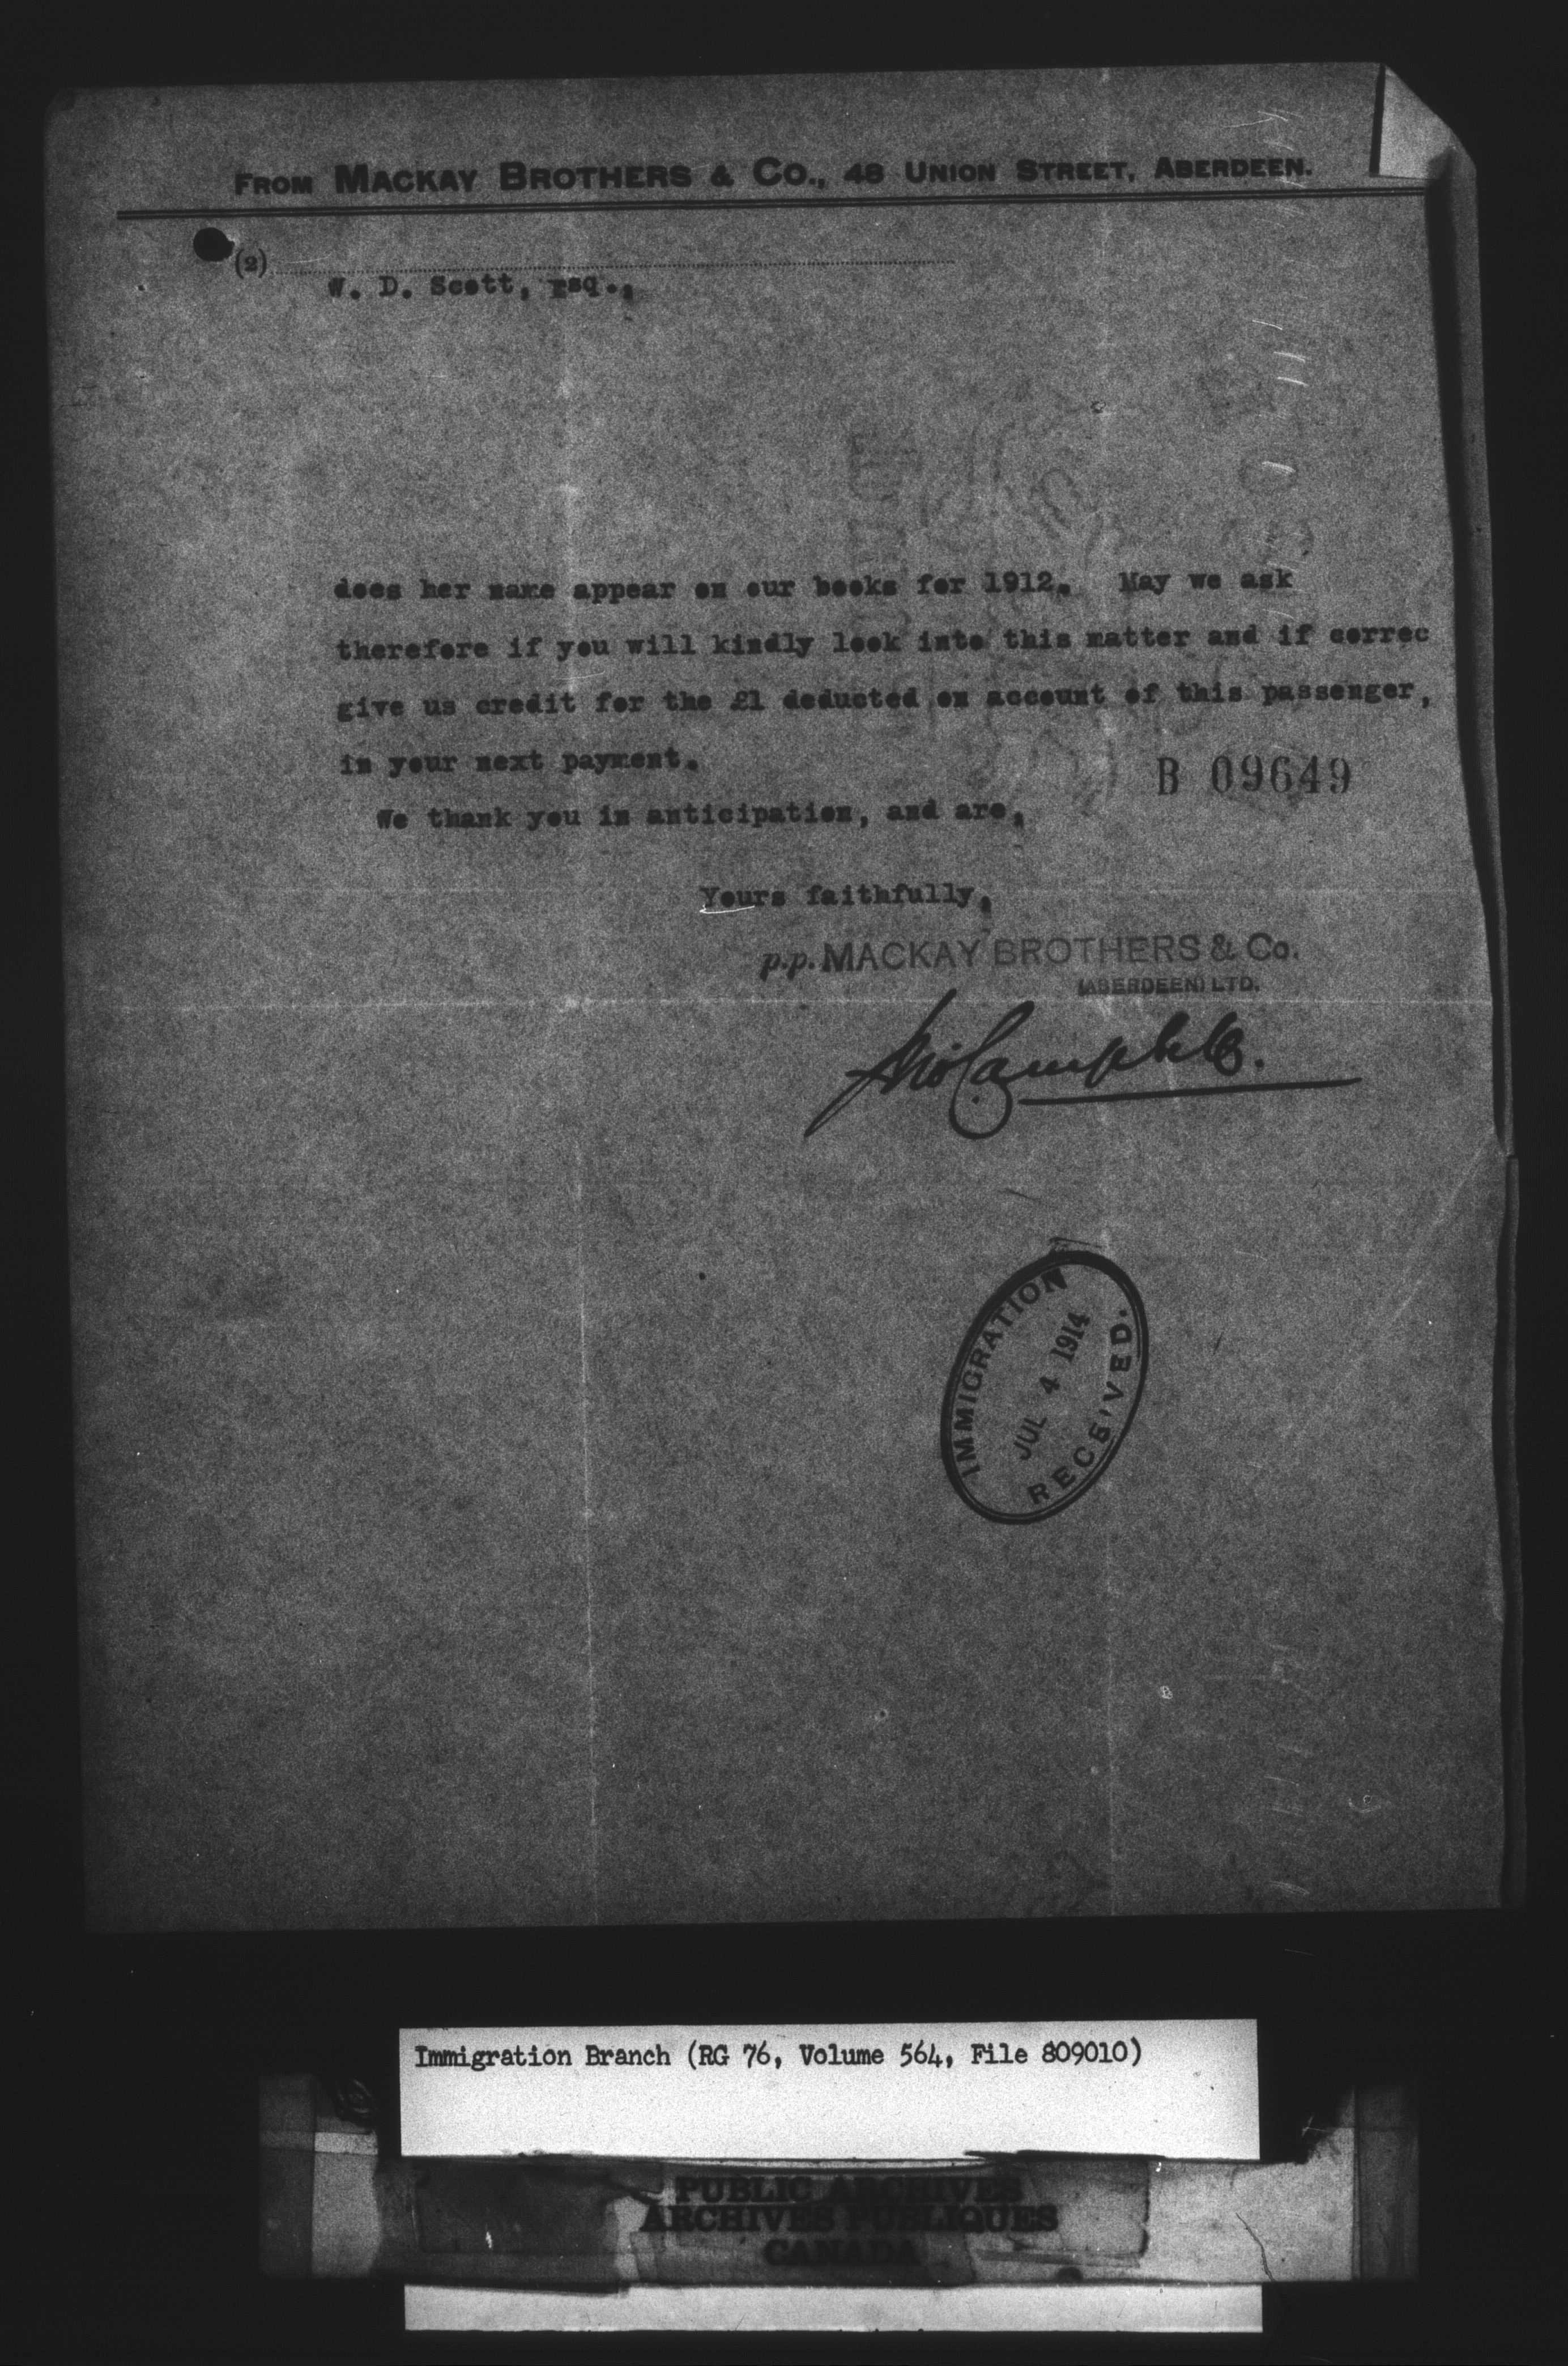 FROM MACKAY BROTHERS & Co., 48 UNION STREET, ABERDEEN.
(2)
W. D. Scott, Esq.,
does her name appear on our books for 1912. May we ask
therefore if you will kindly look into this matter and if correc
give us credit for the £1 deducted on account of this passenger,
in your next payment.
B 09649
We thank you in anticipation, and are,
Yours faithfully,
p.p. MACKAY BROTHERS & Co.
(ABERDEEN) LTD.
Jno Campbell.
IMMIGRATION
JUL 4 1914
RECEIVED.
Immigration Branch (RG 76, Volume 564, File 809010)
PUBLIC ARCHIVES
ARCHIVES PUBLIQUES
CANADA